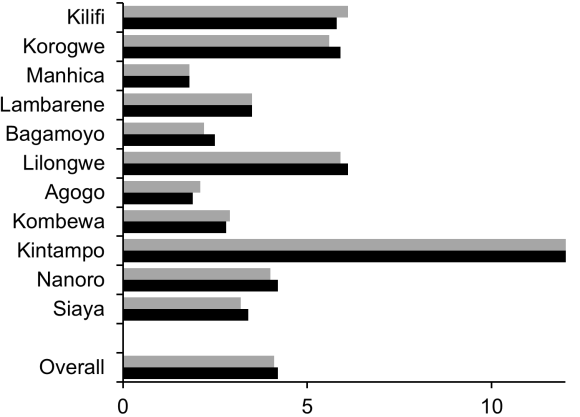 Kilifi
Korogwe
Manhica
Lambarene
Bagamoyo
Lilongwe
Agogo
Kombewa
Kintampo
Nanoro
Siaya
Overall
0 5 10